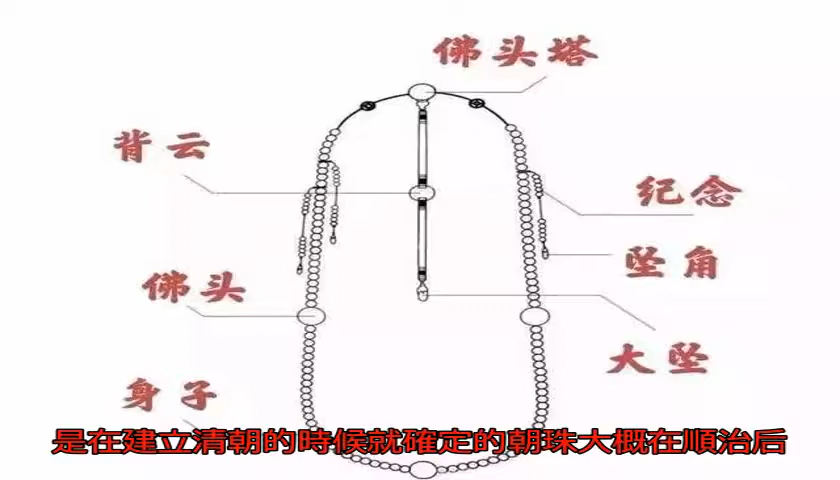 佛头塔
背云
纪念
坠角
佛头
大坠
身子
是在建立清朝的時候就確定的朝珠大概在順治后